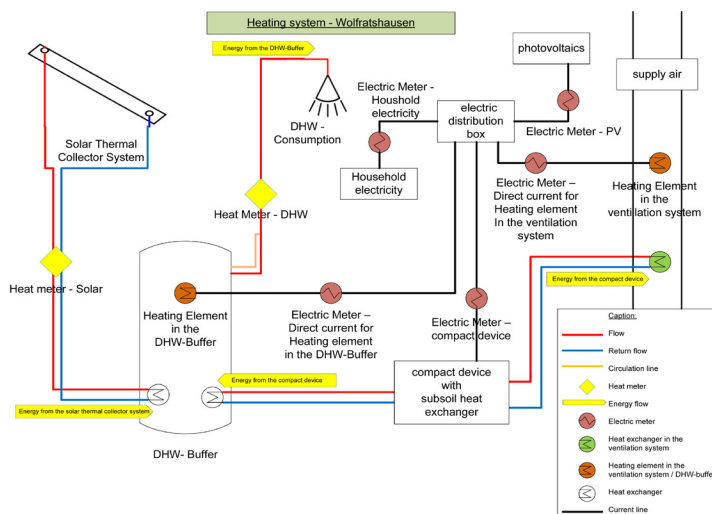 Heating system - Wolfratshausen
Energy from the DHW-Buffer
photovoltaics
supply air
Electric Meter -
Houshold
electricity
electric
distribution
box
Electric Meter - PV
DHW -
Consumption
Solar Thermal
Collector System
Household
electricity
Electric Meter –
Direct current for
Heating element
In the ventilation
system
Heating Element
in the
ventilation system
Heat Meter - DHW
Heat meter - Solar
Energy from the compact device
Heating Element
in the
DHW-Buffer
Electric Meter –
Direct current for
Heating element
in the DHW-Buffer
Electric Meter –
compact device
Energy from the compact device
compact device
with
subsoil heat
exchanger
Energy from the solar thermal collector system
DHW- Buffer
Caption:
Flow
Return flow
Circulation line
Heat meter
Energy flow
Electric meter
Heat exchanger in the
ventilation system
Heating element in the
ventilation system / DHW-buffe
Heat exchanger
Current line